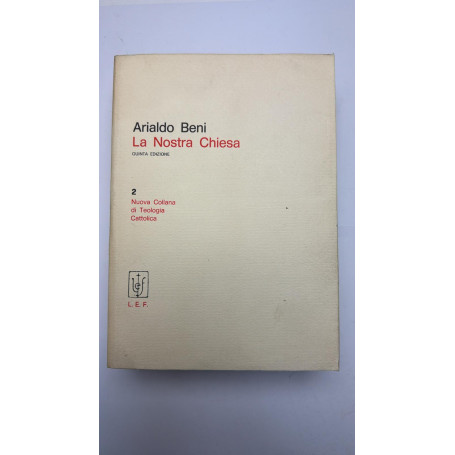 Arialdo Beni
La Nostra Chiesa
QUINTA EDIZIONE
2
Nuova Collana
di Teologia
Cattolica
L. E. F.